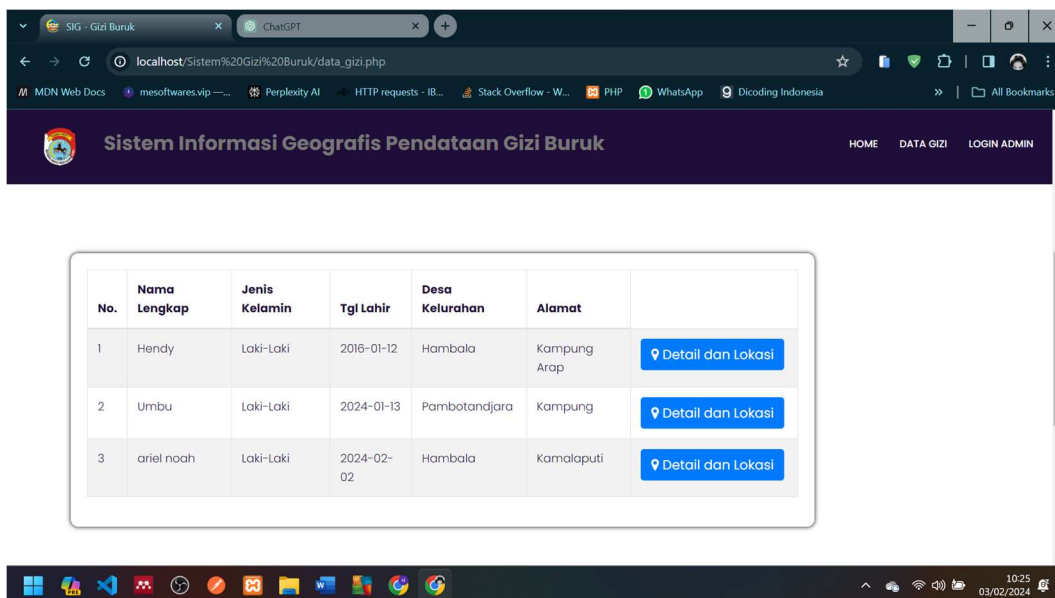 SIG - Gizi Buruk
ChatGPT
localhost/Sistem%20Gizi%20Buruk/data_gizi.php
MDN Web Docs mesoftwares.vip —... Perplexity AI HTTP requests - IB... Stack Overflow - W... PHP WhatsApp Dicoding Indonesia » All Bookmarks
Sistem Informasi Geografis Pendataan Gizi Buruk HOME DATA GIZI LOGIN ADMIN
No. Nama Lengkap Jenis Kelamin Tgl Lahir Desa Kelurahan Alamat
1 Hendy Laki-Laki 2016-01-12 Hambala Kampung Arap Detail dan Lokasi
2 Umbu Laki-Laki 2024-01-13 Pambotandjara Kampung Detail dan Lokasi
3 ariel noah Laki-Laki 2024-02-02 Hambala Kamalaputi Detail dan Lokasi
10:25
03/02/2024